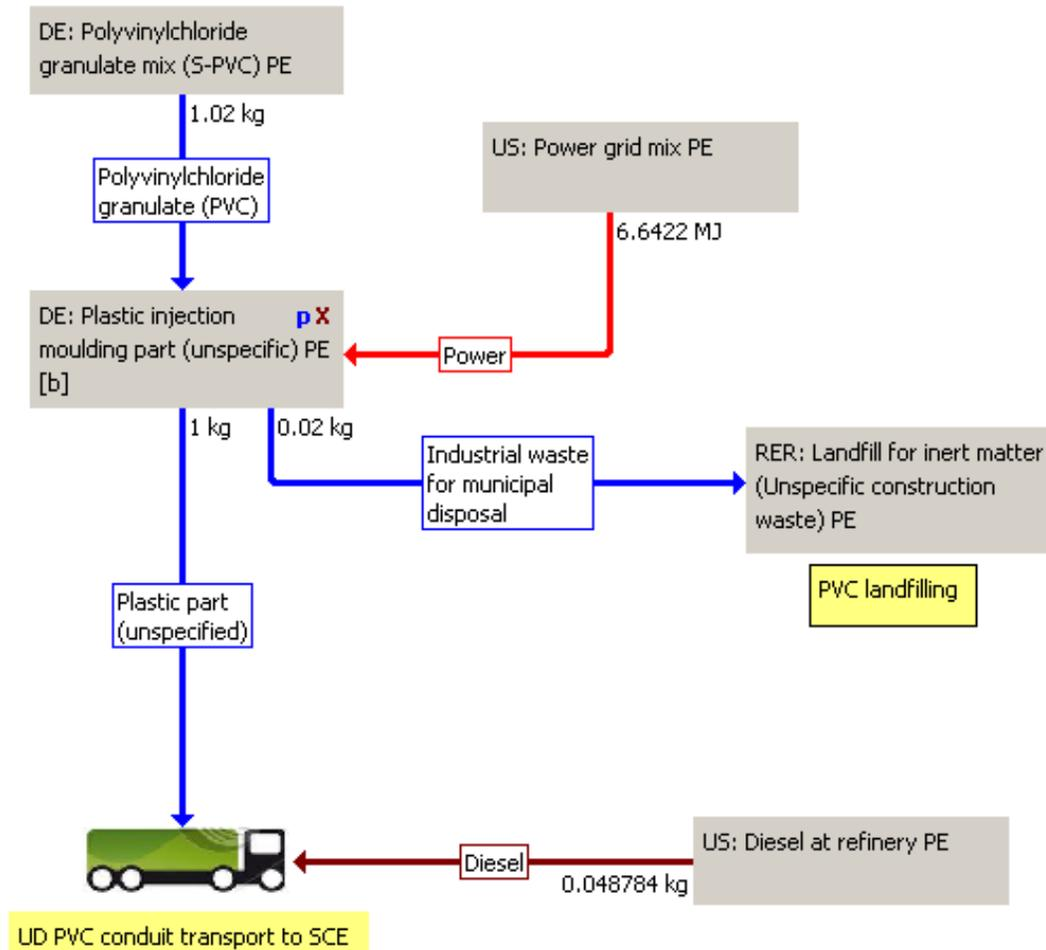 DE: Polyvinylchloride
granulate mix (S-PVC) PE
1.02 kg
Polyvinylchloride
granulate (PVC)
US: Power grid mix PE
6.6422 MJ
DE: Plastic injection p X
moulding part (unspecific) PE
[b]
Power
1 kg
0.02 kg
Industrial waste
for municipal
disposal
RER: Landfill for inert matter
(Unspecific construction
waste) PE
PVC landfilling
Plastic part
(unspecified)
US: Diesel at refinery PE
Diesel
0.048784 kg
UD PVC conduit transport to SCE